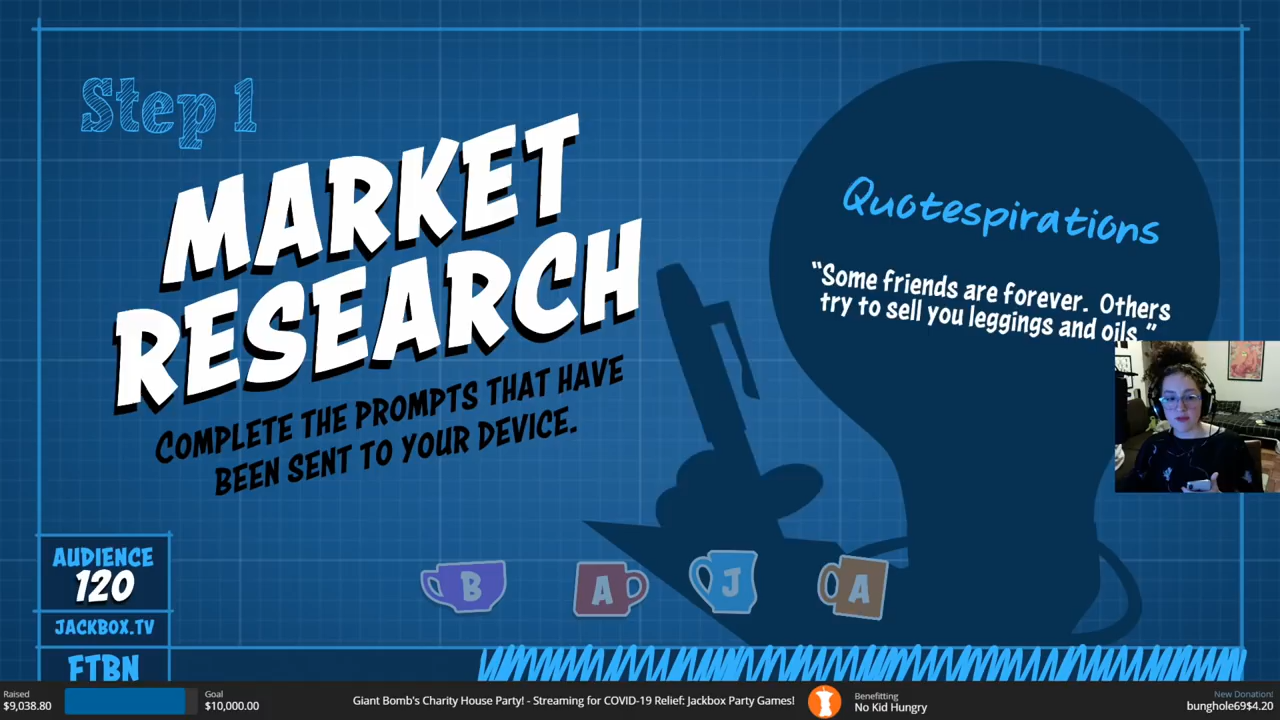 Step 1
MARKET
RESEARCH
COMPLETE THE PROMPTS THAT HAVE
BEEN SENT TO YOUR DEVICE.
Quotespirations
"Some friends are forever. Others
try to sell you leggings and oils."
AUDIENCE
120
JACKBOX.TV
FTBN
B
A
J
A
Raised
$9,038.80
Goal
$10,000.00
Giant Bomb's Charity House Party! - Streaming for COVID-19 Relief: Jackbox Party Games!
Benefitting
No Kid Hungry
New Donation!
bunghole69$4.20